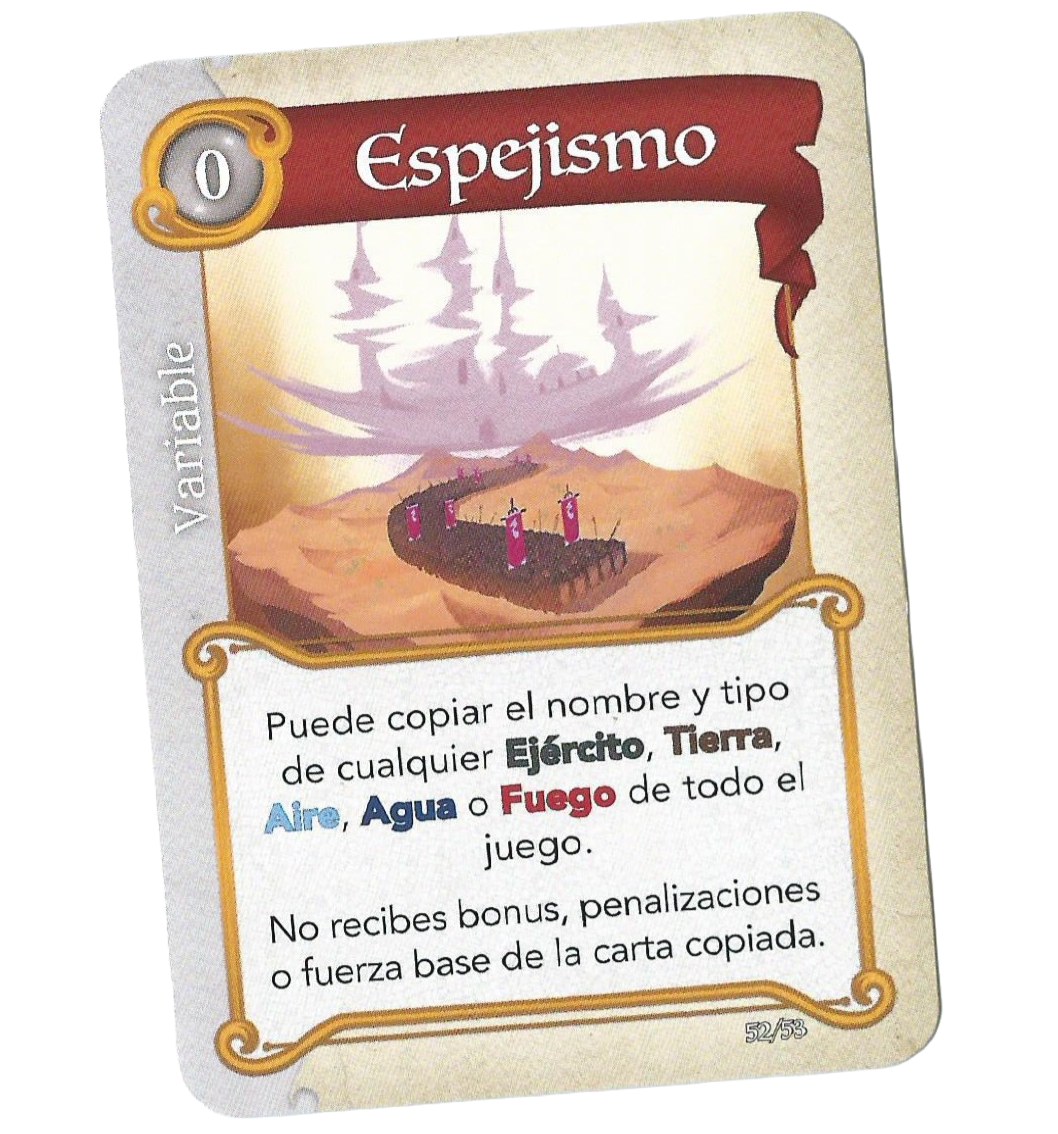 0
Espejismo
Variable
Puede copiar el nombre y tipo
de cualquier Ejército, Tierra,
Aire, Agua o Fuego de todo el
juego.
No recibes bonus, penalizaciones
o fuerza base de la carta copiada.
52/53